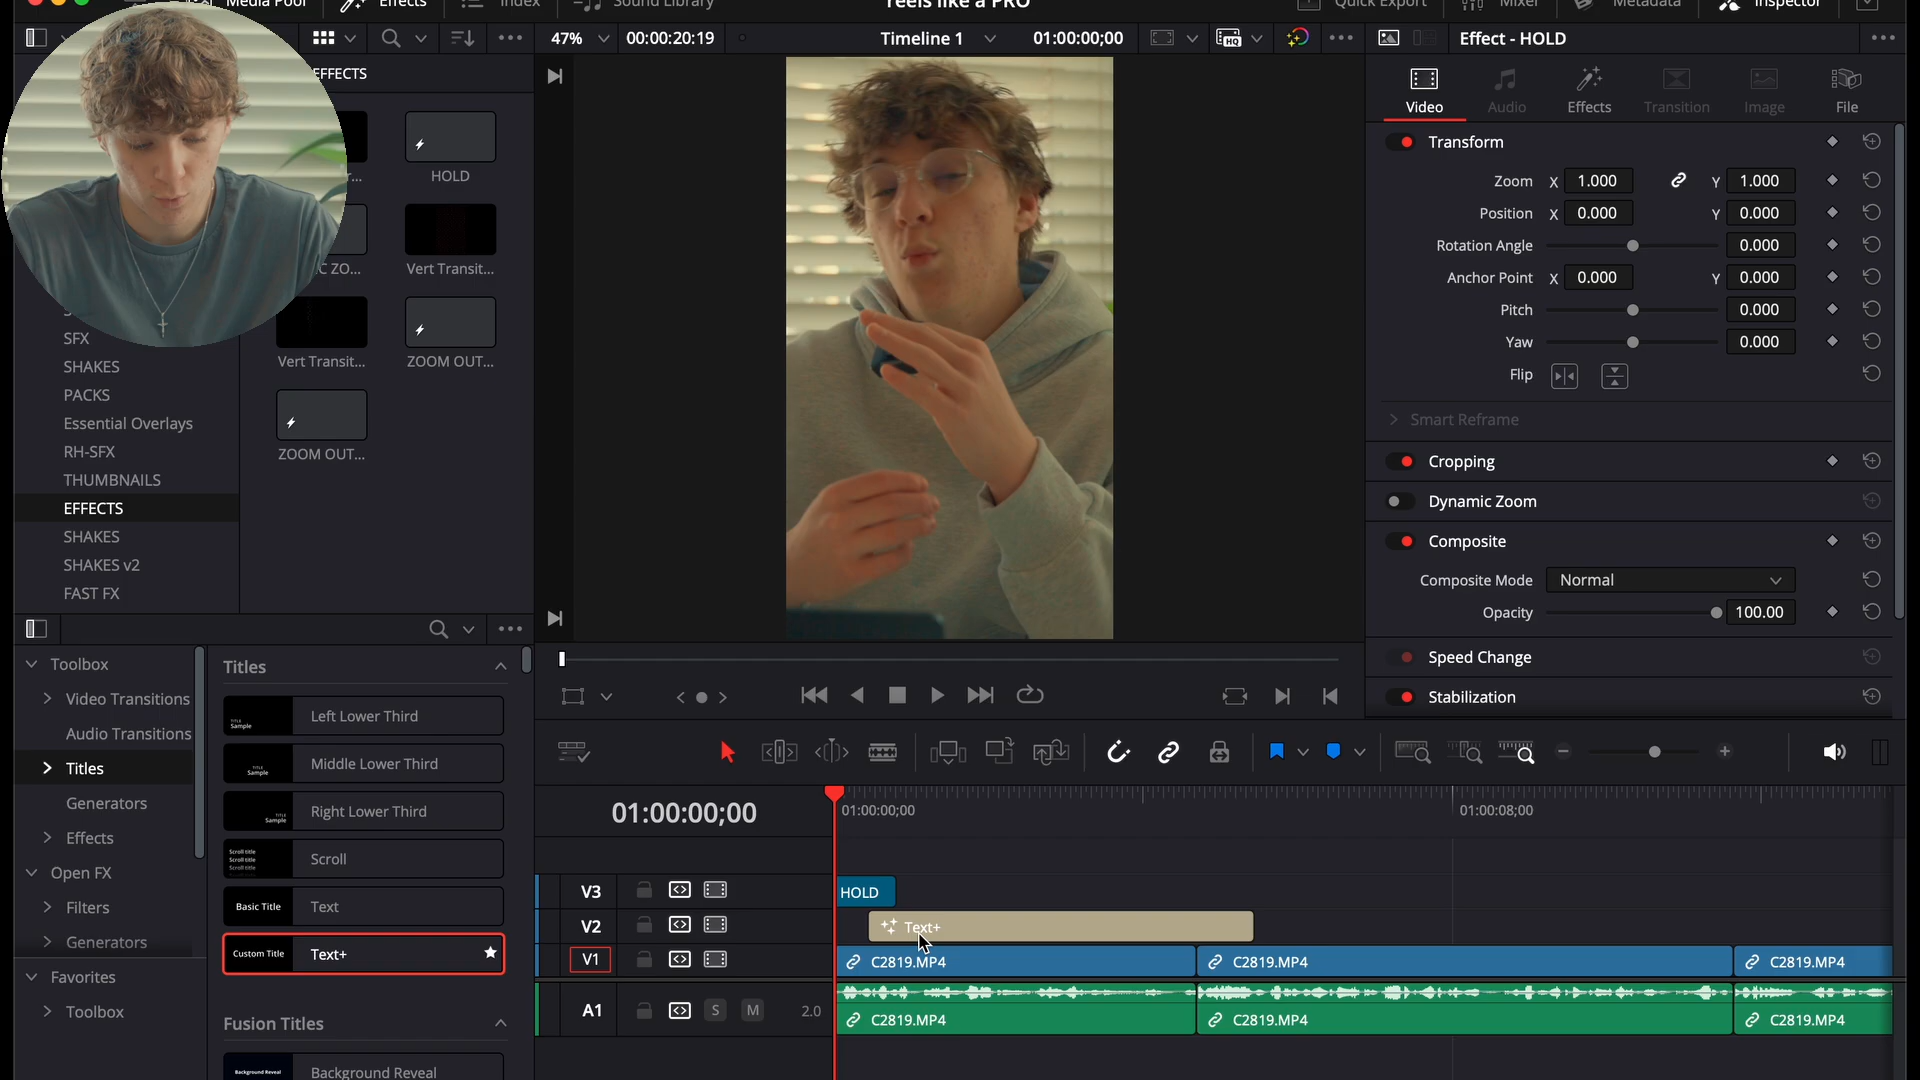 Media Pool
Effects
Index
Sound Library
reels like a PRO
Quick Export
Mixer
Metadata
Inspector
47%
00:00:20:19
Timeline 1
01:00:00;00
Effect - HOLD
EFFECTS
HOLD
C ZO...
Vert Transit...
Vert Transit...
ZOOM OUT...
ZOOM OUT...
SFX
SHAKES
PACKS
Essential Overlays
RH-SFX
THUMBNAILS
EFFECTS
SHAKES
SHAKES v2
FAST FX
Video
Audio
Effects
Transition
Image
File
Transform
Zoom X 1.000 Y 1.000
Position X 0.000 Y 0.000
Rotation Angle 0.000
Anchor Point X 0.000 Y 0.000
Pitch 0.000
Yaw 0.000
Flip
Smart Reframe
Cropping
Dynamic Zoom
Composite
Composite Mode Normal
Opacity 100.00
Speed Change
Stabilization
Toolbox
Video Transitions
Audio Transitions
Titles
Generators
Effects
Open FX
Filters
Generators
Favorites
Toolbox
Titles
Left Lower Third
Middle Lower Third
Right Lower Third
Scroll
Basic Title Text
Custom Title Text+
Fusion Titles
Background Reveal Background Reveal
01:00:00;00
01:00:00;00
01:00:08;00
V3
HOLD
V2
Text+
V1
C2819.MP4
C2819.MP4
C2819.MP4
A1
S
M
2.0
C2819.MP4
C2819.MP4
C2819.MP4